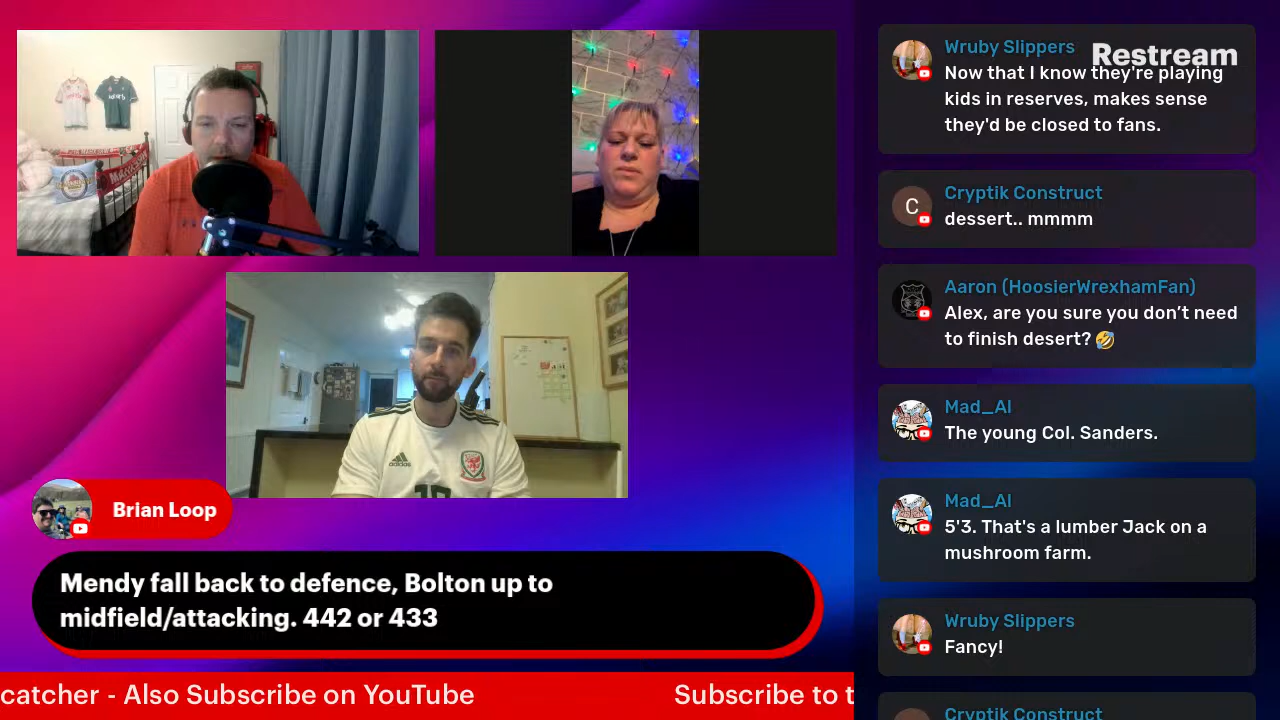 Restream
Wruby Slippers
Now that I know they're playing
kids in reserves, makes sense
they'd be closed to fans.
C
Cryptik Construct
dessert.. mmmm
Aaron (HoosierWrexhamFan)
Alex, are you sure you don’t need
to finish desert? 🤣
Mad_Al
The young Col. Sanders.
Mad_Al
5'3. That's a lumber Jack on a
mushroom farm.
Wruby Slippers
Fancy!
Cryptik Construct
adidas
Brian Loop
Mendy fall back to defence, Bolton up to
midfield/attacking. 442 or 433
catcher - Also Subscribe on YouTube
Subscribe to t